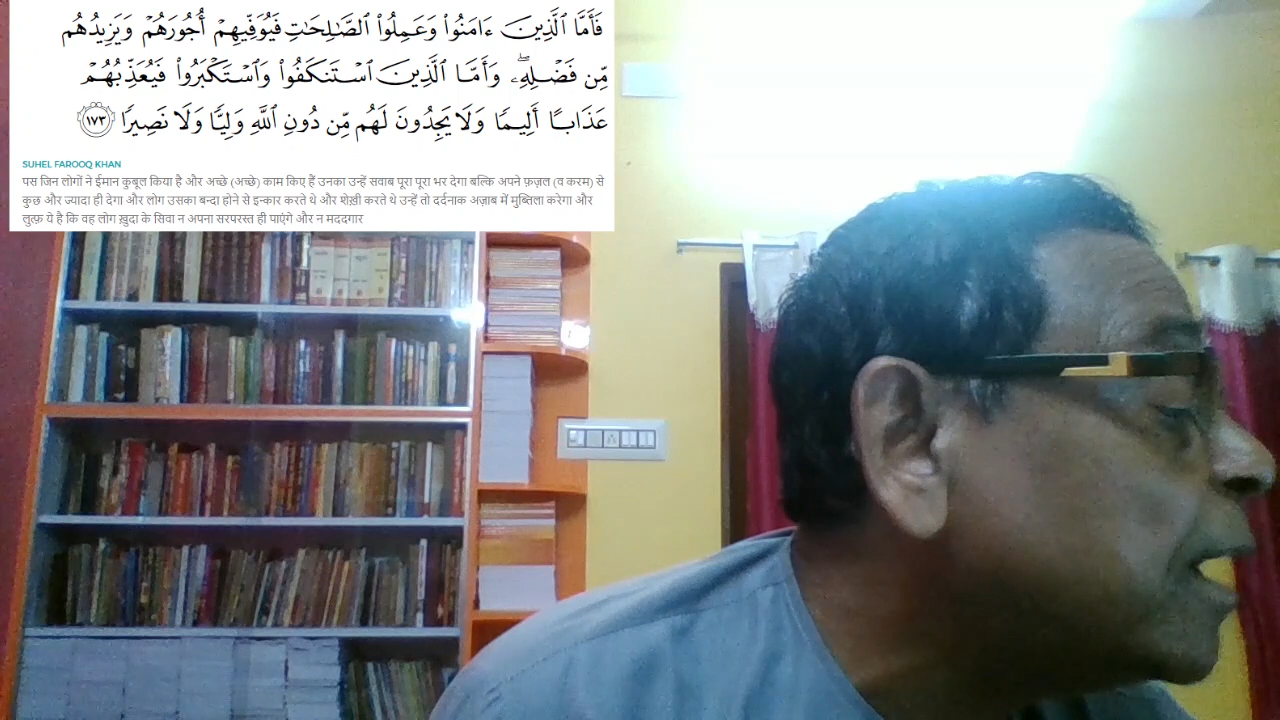 فَأَمَّا ٱلَّذِينَ ءَامَنُوا۟ وَعَمِلُوا۟ ٱلصَّـٰلِحَـٰتِ فَيُوَفِّيهِمْ أُجُورَهُمْ وَيَزِيدُهُم
مِّن فَضْلِهِۦ ۖ وَأَمَّا ٱلَّذِينَ ٱسْتَنكَفُوا۟ وَٱسْتَكْبَرُوا۟ فَيُعَذِّبُهُمْ
عَذَابًا أَلِيمًا وَلَا يَجِدُونَ لَهُم مِّن دُونِ ٱللَّهِ وَلِيًّا وَلَا نَصِيرًا ١٧٣
SUHEL FAROOQ KHAN
पस जिन लोगों ने ईमान कुबूल किया है और अच्छे (अच्छे) काम किए हैं उनका उन्हें सवाब पूरा पूरा भर देगा बल्कि अपने फ़ज़ल (व करम) से
कुछ और ज्यादा ही देगा और लोग उसका बन्दा होने से इन्कार करते थे और शेख़ी करते थे उन्हें तो दर्दनाक अज़ाब में मुब्तिला करेगा और
लुत्फ़ ये है कि वह लोग ख़ुदा के सिवा न अपना सरपरस्त ही पाएंगे और न मददगार